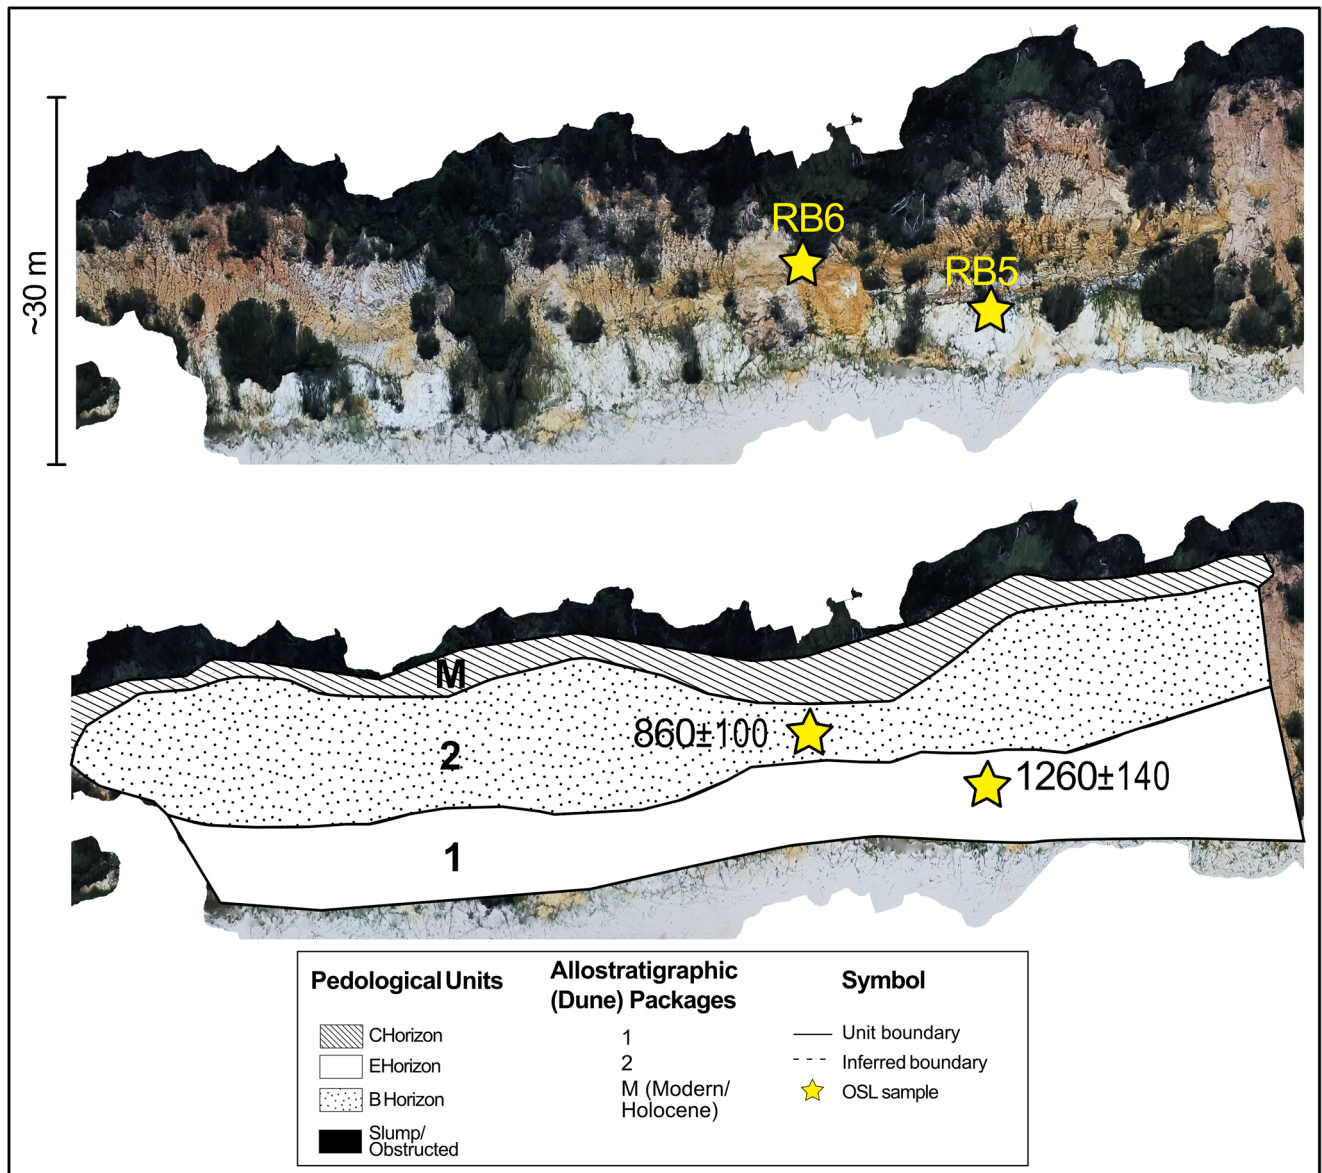 ~30 m
RB6
RB5
M
2
860±100
1260±140
1
Pedological Units
CHorizon
EHorizon
B Horizon
Slump/
Obstructed
Allostratigraphic
(Dune) Packages
1
2
M (Modern/
Holocene)
Symbol
Unit boundary
Inferred boundary
OSL sample